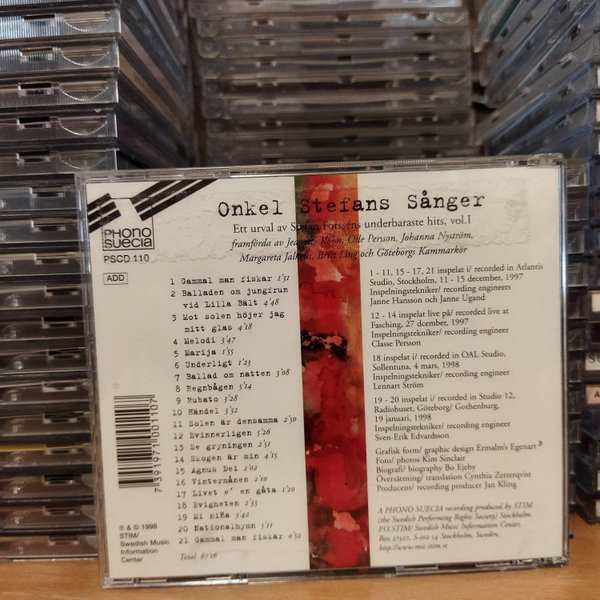 PHONO
SUECIA
PSCD 110
ADD
Onkel Stefans Sånger
Ett urval av Stefan Forsséns underbaraste hits, vol.I
framförda av Jeanette Köhn, Olle Persson, Johanna Nyström,
Margareta Jalkéus, Britt Ling och Göteborgs Kammarkör
1 Gammal man fiskar 1'31
2 Balladen om jungfrun
vid Lilla Bält 4'48
3 Mot solen höjer jag
mitt glas 4'18
4 Melodi 3'47
5 Marija 1'55
6 Underligt 1'23
7 Ballad om natten 3'08
8 Regnbågen 5'14
9 Rubato 3'28
10 Händel 3'32
11 Solen är densamma 2'50
12 Evinnerligen 5'26
13 Se gryningen 2'31
14 Skogen är min 4'15
15 Agnus Dei 2'02
16 Vintermånen 2'10
17 Livet e' en gåta 1'20
18 Evigheten 2'33
19 Mi niña 3'42
20 Nationalhymn 5'11
21 Gammal man fiskar 0'52
Total 67'16
1 - 11, 15 - 17, 21 inspelat i/ recorded in Atlantis
Studio, Stockholm, 11 - 15 december, 1997
Inspelningstekniker/ recording engineers
Janne Hansson och Janne Ugand
12 - 14 inspelat live på/ recorded live at
Fasching, 27 dcember, 1997
Inspelningstekniker/ recording engineer
Classe Persson
18 inspelat i/ recorded in OAL Studio,
Sollentuna, 4 mars, 1998
Inspelningstekniker/ recording engineer
Lennart Ström
19 - 20 inspelat i/ recorded in Studio 12,
Radiohuset, Göteborg/ Gothenburg,
19 januari, 1998
Inspelningstekniker/ recording engineer
Sven-Erik Edvardsson
Grafisk form/ graphic design Ermalm's Egenart
Foto/ photos Kim Sinclair
Biografi/ biography Bo Ejeby
Översättning/ translation Cynthia Zetterqvist
Producent/ recording producer Jan Kling
A PHONO SUECIA recording produced by STIM
(the Swedish Performing Rights Society) Stockholm.
P.O.STIM/ Swedish Music Information Center,
Box 27327, S-102 54 Stockholm,
Sweden.
http://www.mic.stim.se
7 391971 001107
℗ & © 1998
STIM/
Swedish Music
Information
Center